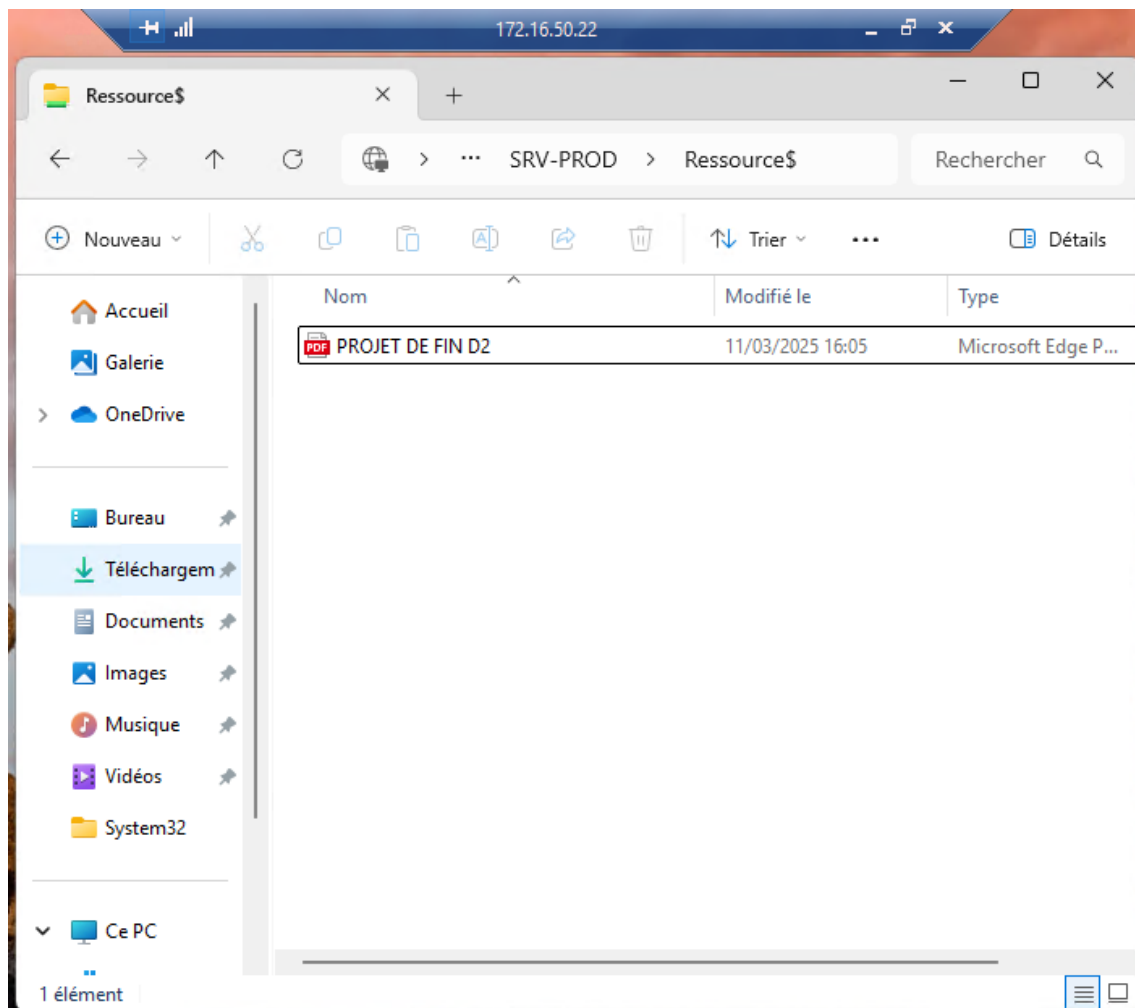 172.16.50.22
Ressource$
SRV-PROD > Ressource$ Rechercher
Nouveau Trier Détails
Nom Modifié le Type
PDF PROJET DE FIN D2 11/03/2025 16:05 Microsoft Edge P...
Accueil
Galerie
OneDrive
Bureau
Téléchargem
Documents
Images
Musique
Vidéos
System32
Ce PC
1 élément